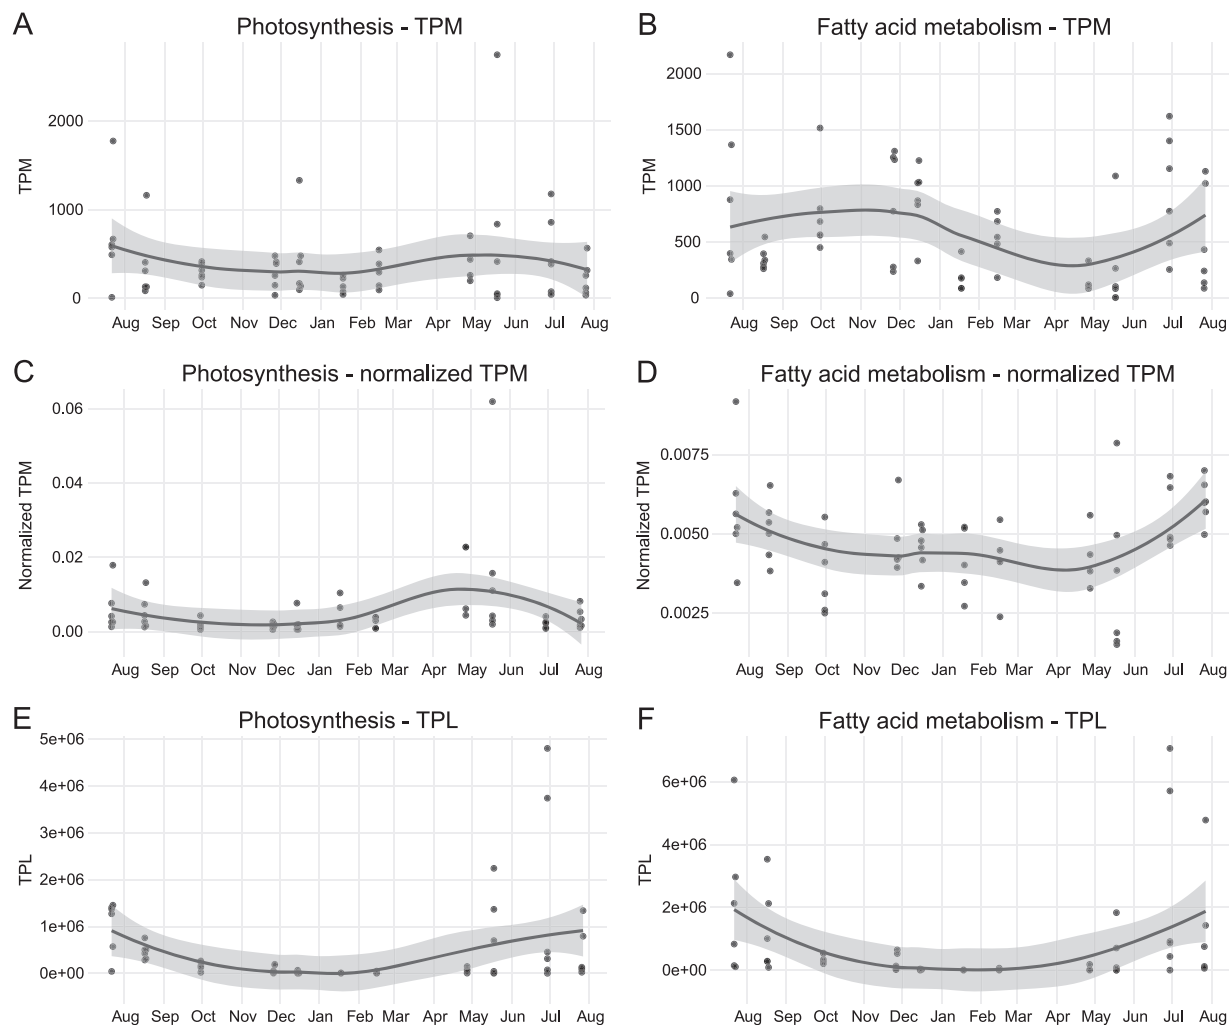 A
Photosynthesis - TPM
TPM
2000
1000
0
Aug Sep Oct Nov Dec Jan Feb Mar Apr May Jun Jul Aug
B
Fatty acid metabolism - TPM
TPM
2000
1500
1000
500
0
Aug Sep Oct Nov Dec Jan Feb Mar Apr May Jun Jul Aug
C
Photosynthesis - normalized TPM
Normalized TPM
0.06
0.04
0.02
0.00
Aug Sep Oct Nov Dec Jan Feb Mar Apr May Jun Jul Aug
D
Fatty acid metabolism - normalized TPM
Normalized TPM
0.0075
0.0050
0.0025
Aug Sep Oct Nov Dec Jan Feb Mar Apr May Jun Jul Aug
E
Photosynthesis - TPL
TPL
5e+06
4e+06
3e+06
2e+06
1e+06
0e+00
Aug Sep Oct Nov Dec Jan Feb Mar Apr May Jun Jul Aug
F
Fatty acid metabolism - TPL
TPL
6e+06
4e+06
2e+06
0e+00
Aug Sep Oct Nov Dec Jan Feb Mar Apr May Jun Jul Aug